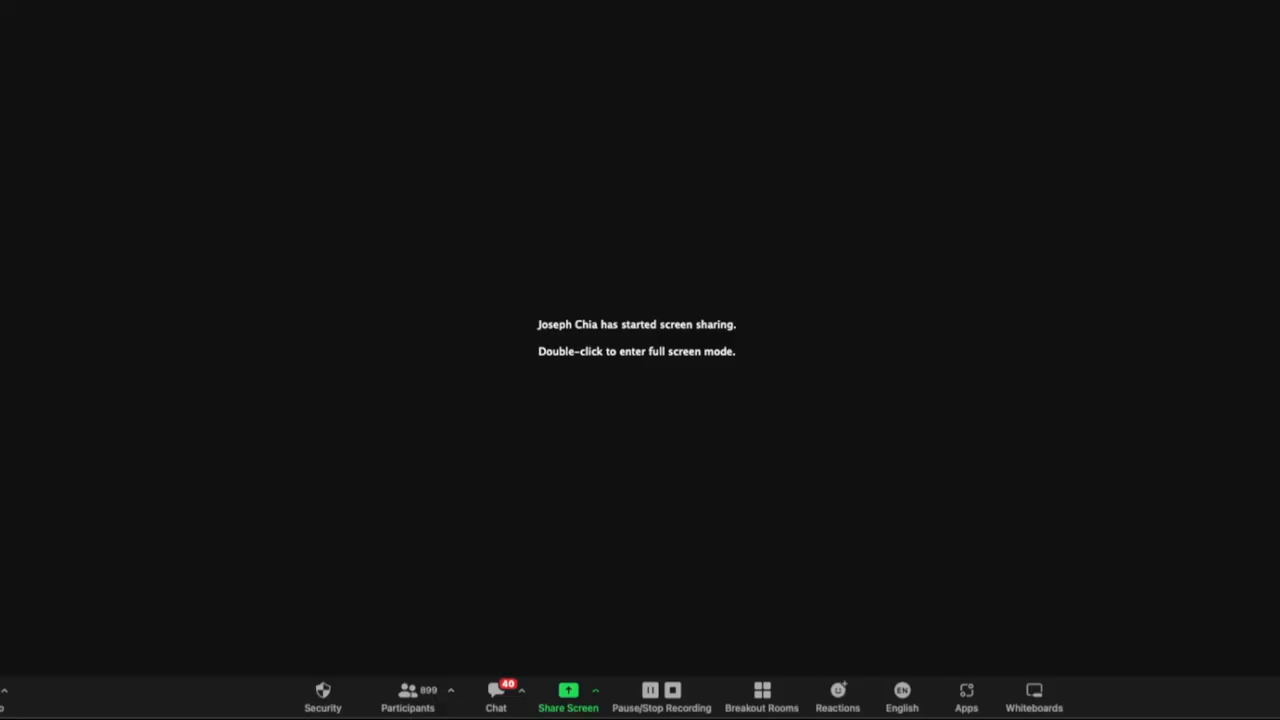 Joseph Chia has started screen sharing.
Double-click to enter full screen mode.
899
40
EN
Security
Participants
Chat
Share Screen
Pause/Stop Recording
Breakout Rooms
Reactions
English
Apps
Whiteboards